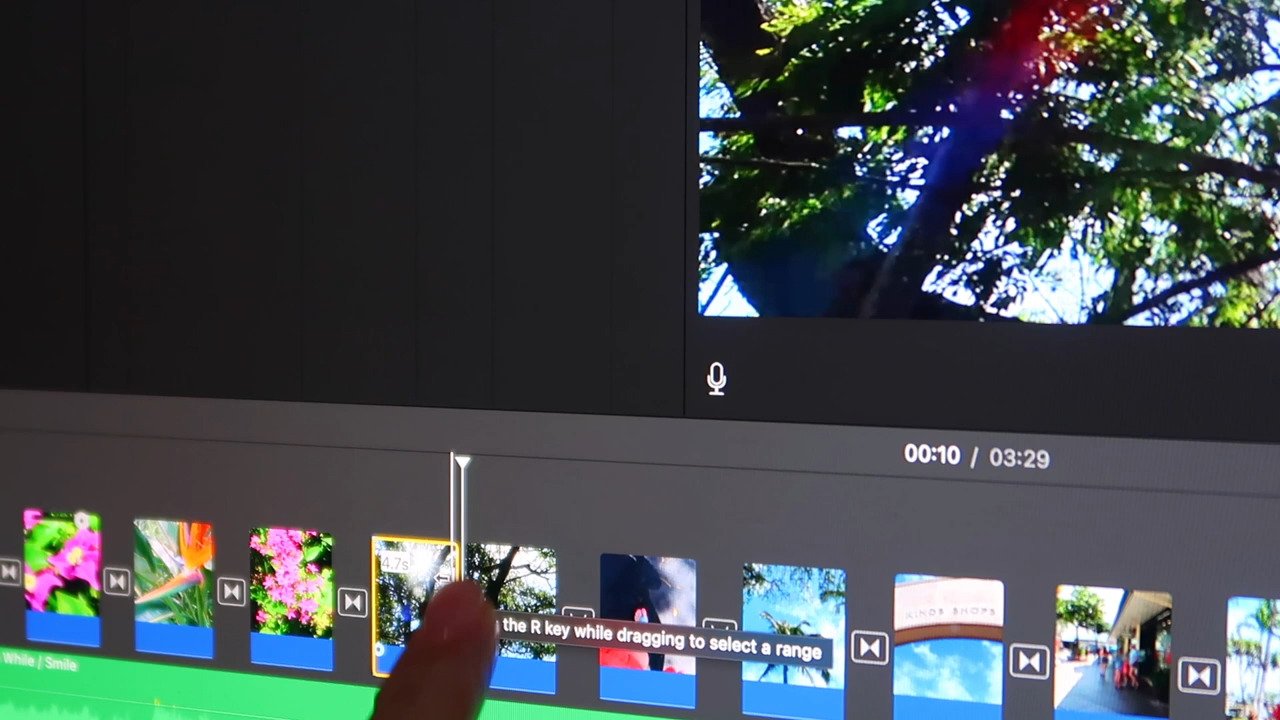 00:10 / 03:29
4.7s
KINGS SHOPS
the R key while dragging to select a range
While / Smile